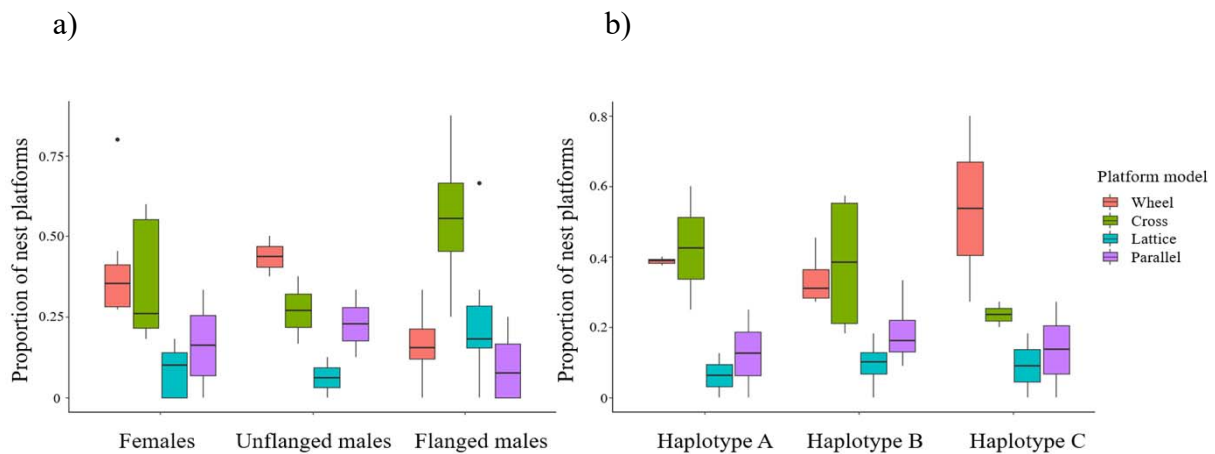 a)
b)
Proportion of nest platforms
0.75
0.50
0.25
0
Females
Unflanged males
Flanged males
Proportion of nest platforms
0.8
0.6
0.4
0.2
0
Haplotype A
Haplotype B
Haplotype C
Platform model
Wheel
Cross
Lattice
Parallel